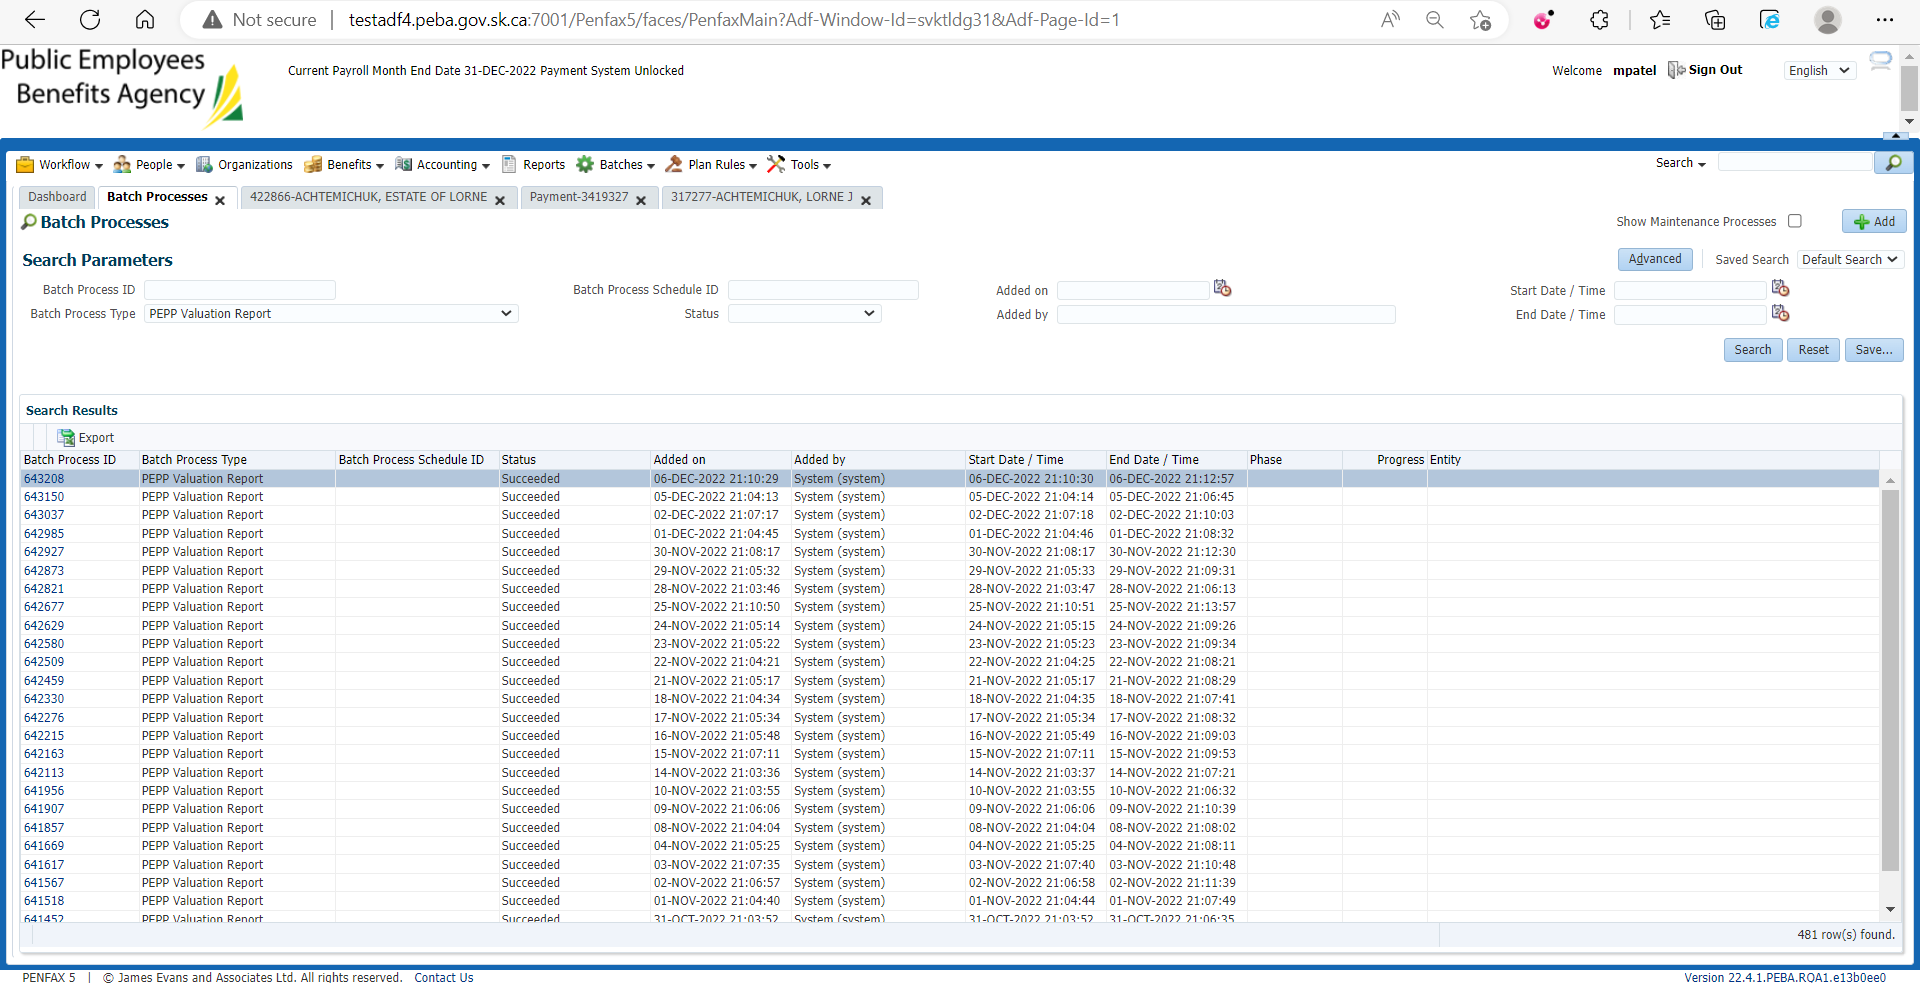 Not secure | testadf4.peba.gov.sk.ca:7001/Penfax5/faces/PenfaxMain?Adf-Window-Id=svktldg31&Adf-Page-Id=1
Public Employees
Benefits Agency
Current Payroll Month End Date 31-DEC-2022 Payment System Unlocked
Welcome mpatel Sign Out English
Workflow People Organizations Benefits Accounting Reports Batches Plan Rules Tools Search
Dashboard Batch Processes 422866-ACHTEMICHUK, ESTATE OF LORNE Payment-3419327 317277-ACHTEMICHUK, LORNE J
Batch Processes Show Maintenance Processes Add
Search Parameters Advanced Saved Search Default Search
Batch Process ID Batch Process Schedule ID Added on Start Date / Time
Batch Process Type PEPP Valuation Report Status Added by End Date / Time
Search Reset Save...
Search Results
Export
Batch Process ID Batch Process Type Batch Process Schedule ID Status Added on Added by Start Date / Time End Date / Time Phase Progress Entity
643208 PEPP Valuation Report Succeeded 06-DEC-2022 21:10:29 System (system) 06-DEC-2022 21:10:30 06-DEC-2022 21:12:57
643150 PEPP Valuation Report Succeeded 05-DEC-2022 21:04:13 System (system) 05-DEC-2022 21:04:14 05-DEC-2022 21:06:45
643037 PEPP Valuation Report Succeeded 02-DEC-2022 21:07:17 System (system) 02-DEC-2022 21:07:18 02-DEC-2022 21:10:03
642985 PEPP Valuation Report Succeeded 01-DEC-2022 21:04:45 System (system) 01-DEC-2022 21:04:46 01-DEC-2022 21:08:32
642927 PEPP Valuation Report Succeeded 30-NOV-2022 21:08:17 System (system) 30-NOV-2022 21:08:17 30-NOV-2022 21:12:30
642873 PEPP Valuation Report Succeeded 29-NOV-2022 21:05:32 System (system) 29-NOV-2022 21:05:33 29-NOV-2022 21:09:31
642821 PEPP Valuation Report Succeeded 28-NOV-2022 21:03:46 System (system) 28-NOV-2022 21:03:47 28-NOV-2022 21:06:13
642677 PEPP Valuation Report Succeeded 25-NOV-2022 21:10:50 System (system) 25-NOV-2022 21:10:51 25-NOV-2022 21:13:57
642629 PEPP Valuation Report Succeeded 24-NOV-2022 21:05:14 System (system) 24-NOV-2022 21:05:15 24-NOV-2022 21:09:26
642580 PEPP Valuation Report Succeeded 23-NOV-2022 21:05:22 System (system) 23-NOV-2022 21:05:23 23-NOV-2022 21:09:34
642509 PEPP Valuation Report Succeeded 22-NOV-2022 21:04:21 System (system) 22-NOV-2022 21:04:25 22-NOV-2022 21:08:21
642459 PEPP Valuation Report Succeeded 21-NOV-2022 21:05:17 System (system) 21-NOV-2022 21:05:17 21-NOV-2022 21:08:29
642330 PEPP Valuation Report Succeeded 18-NOV-2022 21:04:34 System (system) 18-NOV-2022 21:04:35 18-NOV-2022 21:07:41
642276 PEPP Valuation Report Succeeded 17-NOV-2022 21:05:34 System (system) 17-NOV-2022 21:05:34 17-NOV-2022 21:08:32
642215 PEPP Valuation Report Succeeded 16-NOV-2022 21:05:48 System (system) 16-NOV-2022 21:05:49 16-NOV-2022 21:09:03
642163 PEPP Valuation Report Succeeded 15-NOV-2022 21:07:11 System (system) 15-NOV-2022 21:07:11 15-NOV-2022 21:09:53
642113 PEPP Valuation Report Succeeded 14-NOV-2022 21:03:36 System (system) 14-NOV-2022 21:03:37 14-NOV-2022 21:07:21
641956 PEPP Valuation Report Succeeded 10-NOV-2022 21:03:55 System (system) 10-NOV-2022 21:03:55 10-NOV-2022 21:06:32
641907 PEPP Valuation Report Succeeded 09-NOV-2022 21:06:06 System (system) 09-NOV-2022 21:06:06 09-NOV-2022 21:10:39
641857 PEPP Valuation Report Succeeded 08-NOV-2022 21:04:04 System (system) 08-NOV-2022 21:04:04 08-NOV-2022 21:08:02
641669 PEPP Valuation Report Succeeded 04-NOV-2022 21:05:25 System (system) 04-NOV-2022 21:05:25 04-NOV-2022 21:08:11
641617 PEPP Valuation Report Succeeded 03-NOV-2022 21:07:35 System (system) 03-NOV-2022 21:07:40 03-NOV-2022 21:10:48
641567 PEPP Valuation Report Succeeded 02-NOV-2022 21:06:57 System (system) 02-NOV-2022 21:06:58 02-NOV-2022 21:11:39
641518 PEPP Valuation Report Succeeded 01-NOV-2022 21:04:40 System (system) 01-NOV-2022 21:04:44 01-NOV-2022 21:07:49
641452 PEPP Valuation Report Succeeded 31-OCT-2022 21:03:52 System (system) 31-OCT-2022 21:03:52 31-OCT-2022 21:06:35
481 row(s) found.
PENFAX 5 | © James Evans and Associates Ltd. All rights reserved. Contact Us Version 22.4.1.PEBA.RQA1.e13b0ee0